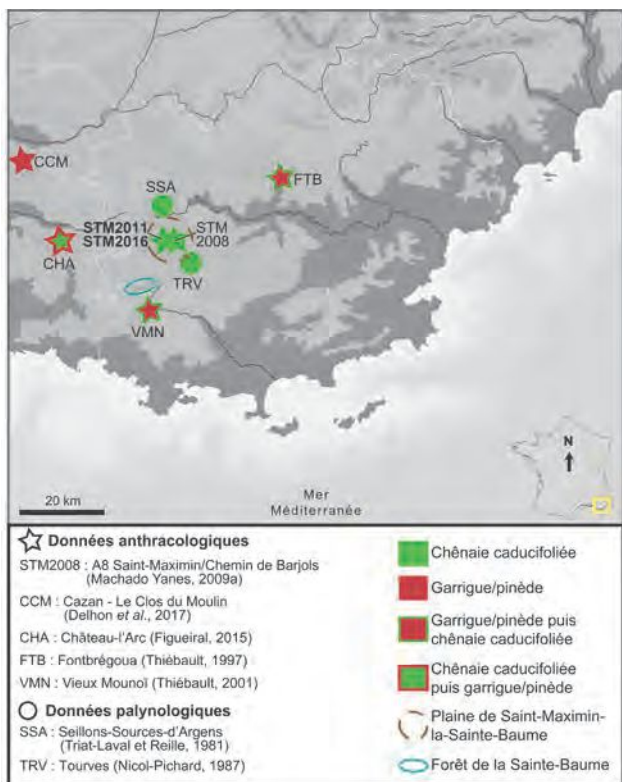 CCM
FTB
SSA
STM2011
STM2016
STM
2008
CHA
TRV
VMN
N
20 km
Mer
Méditerranée
Données anthracologiques
STM2008 : A8 Saint-Maximin/Chemin de Barjols
(Machado Yanes, 2009a)
CCM : Cazan - Le Clos du Moulin
(Delhon et al., 2017)
CHA : Château-l'Arc (Figueiral, 2015)
FTB : Fontbrégoua (Thiébault, 1997)
VMN : Vieux Mounoï (Thiébault, 2001)
Données palynologiques
SSA : Seillons-Sources-d'Argens
(Triat-Laval et Reille, 1981)
TRV : Tourves (Nicol-Pichard, 1987)
Chênaie caducifoliée
Garrigue/pinède
Garrigue/pinède puis
chênaie caducifoliée
Chênaie caducifoliée
puis garrigue/pinède
Plaine de Saint-Maximin-
la-Sainte-Baume
Forêt de la Sainte-Baume